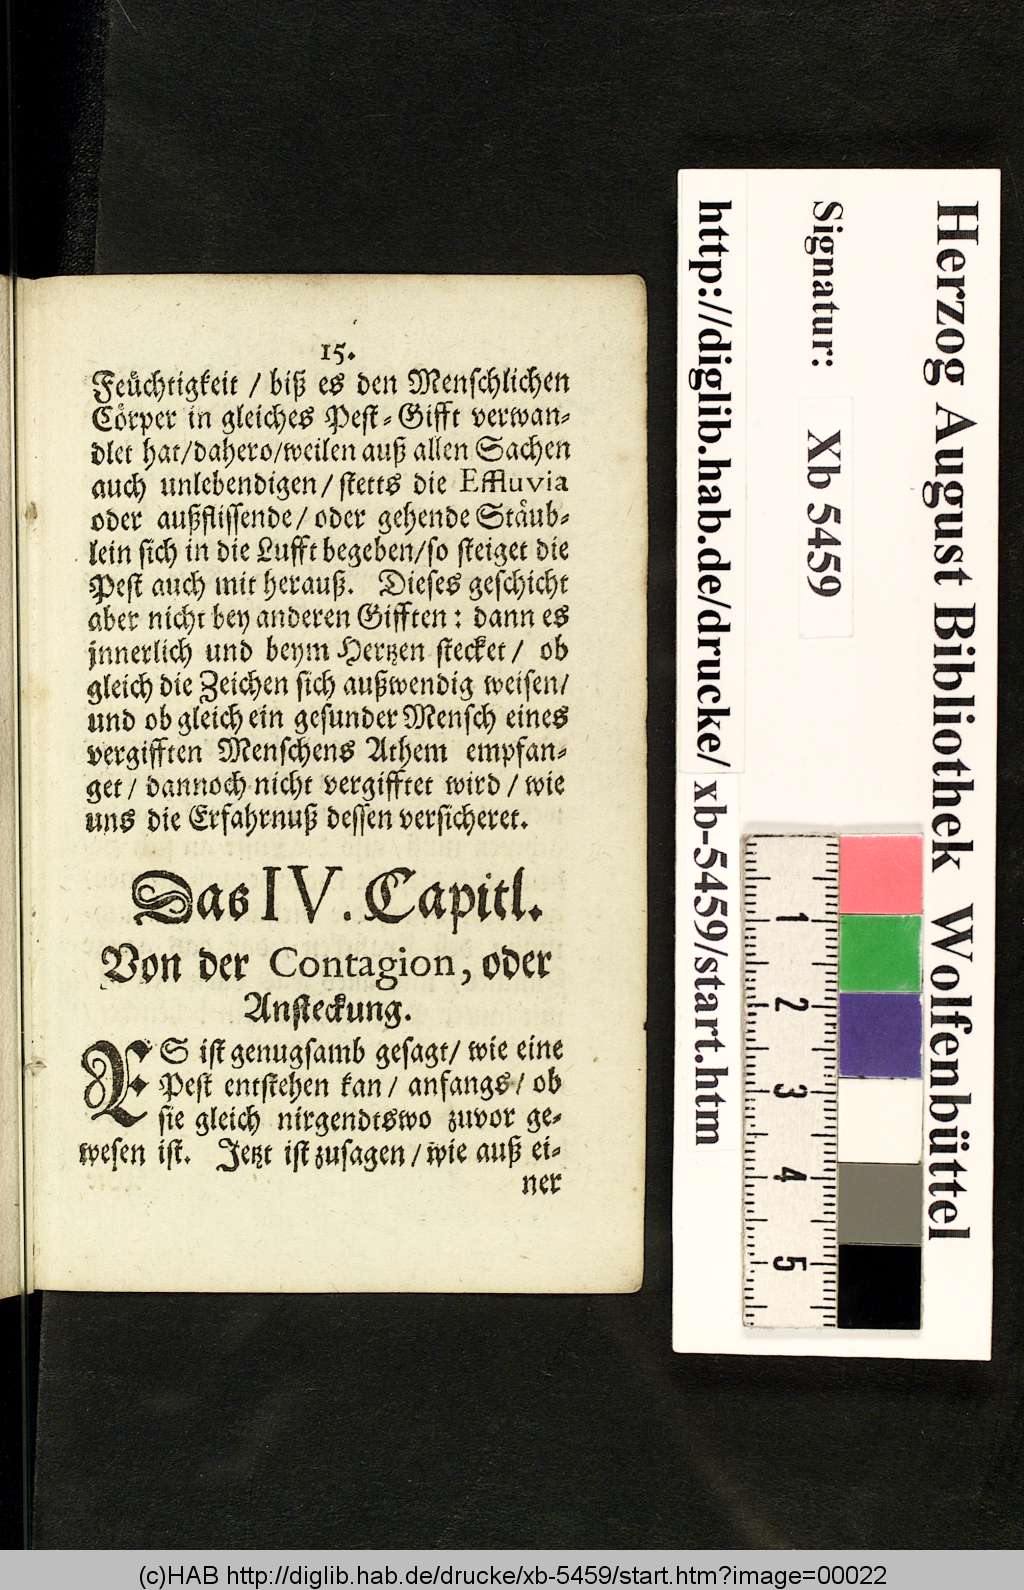 15.
Feuͤchtigkeit / biß es den Menschlichen
Coͤrper in gleiches Pest-Gifft verwan-
dlet hat/dahero/weilen auß allen Sachen
auch unlebendigen/ stetts die Effluvia
oder außflissende/ oder gehende Staͤub-
lein sich in die Lufft begeben/so steiget die
Pest auch mit herauß. Dieses geschicht
aber nicht bey anderen Gifften: dann es
jnnerlich und beym Hertzen stecket/ ob
gleich die Zeichen sich außwendig weisen/
und ob gleich ein gesunder Mensch eines
vergifften Menschens Athem empfan-
get/ dannoch nicht vergifftet wird / wie
uns die Erfahrnuß dessen versicheret.
Das IV. Capitl.
Von der Contagion, oder
Ansteckung.
ES ist genugsamb gesagt/ wie eine
Pest entstehen kan/ anfangs/ ob
sie gleich nirgendtswo zuvor ge-
wesen ist. Jetzt ist zusagen/ wie auß ei-
ner
Herzog August Bibliothek Wolfenbüttel
Signatur: Xb 5459
http://diglib.hab.de/drucke/ xb-5459/start.htm
1
2
3
4
5
(c)HAB http://diglib.hab.de/drucke/xb-5459/start.htm?image=00022